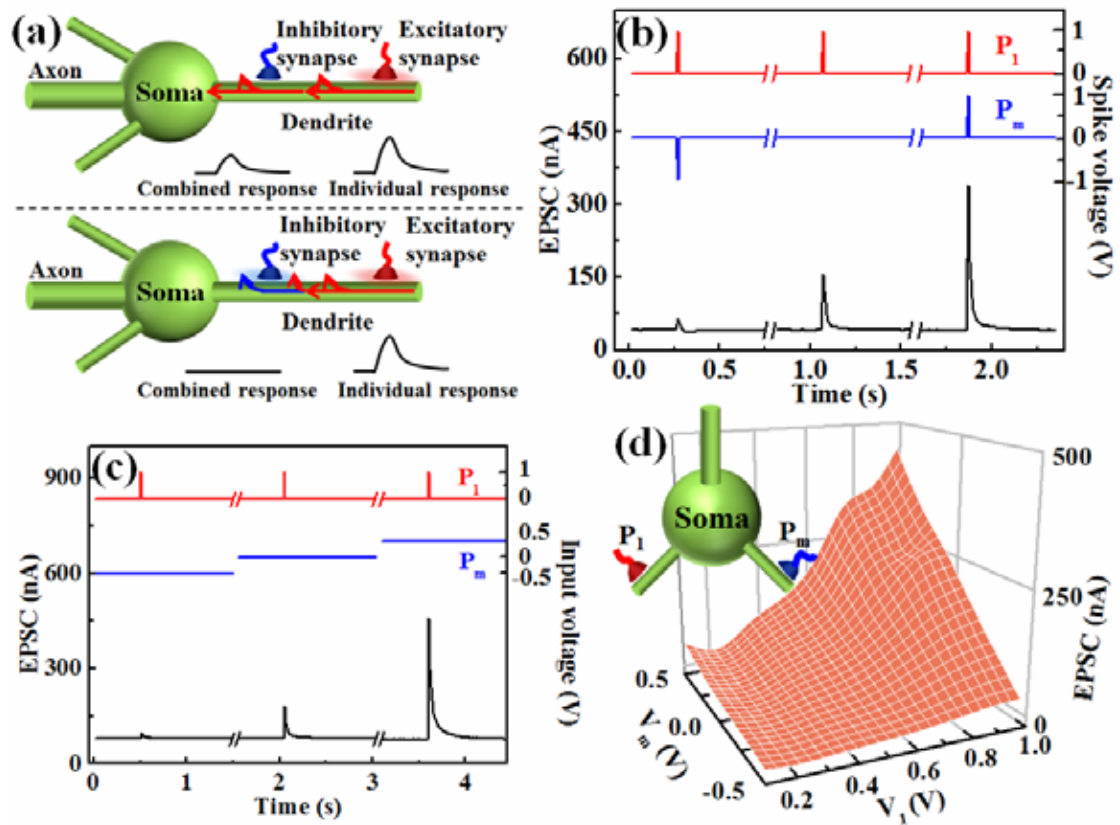 (a)
Inhibitory synapse
Excitatory synapse
Axon
Soma
Dendrite
Combined response
Individual response
Inhibitory synapse
Excitatory synapse
Axon
Soma
Dendrite
Combined response
Individual response
(b)
P1
Pm
EPSC (nA)
600
450
300
150
0
1
0
1
0
-1
Spike voltage (V)
0.0
0.5
1.0
1.5
2.0
Time (s)
(c)
P1
Pm
EPSC (nA)
900
600
300
0
1
0
0.5
0
-0.5
Input voltage (V)
0
1
2
3
4
Time (s)
(d)
Soma
P1
Pm
500
250
0
EPSC (nA)
0.5
0.0
-0.5
Vm (V)
0.2
0.4
0.6
0.8
1.0
V1 (V)